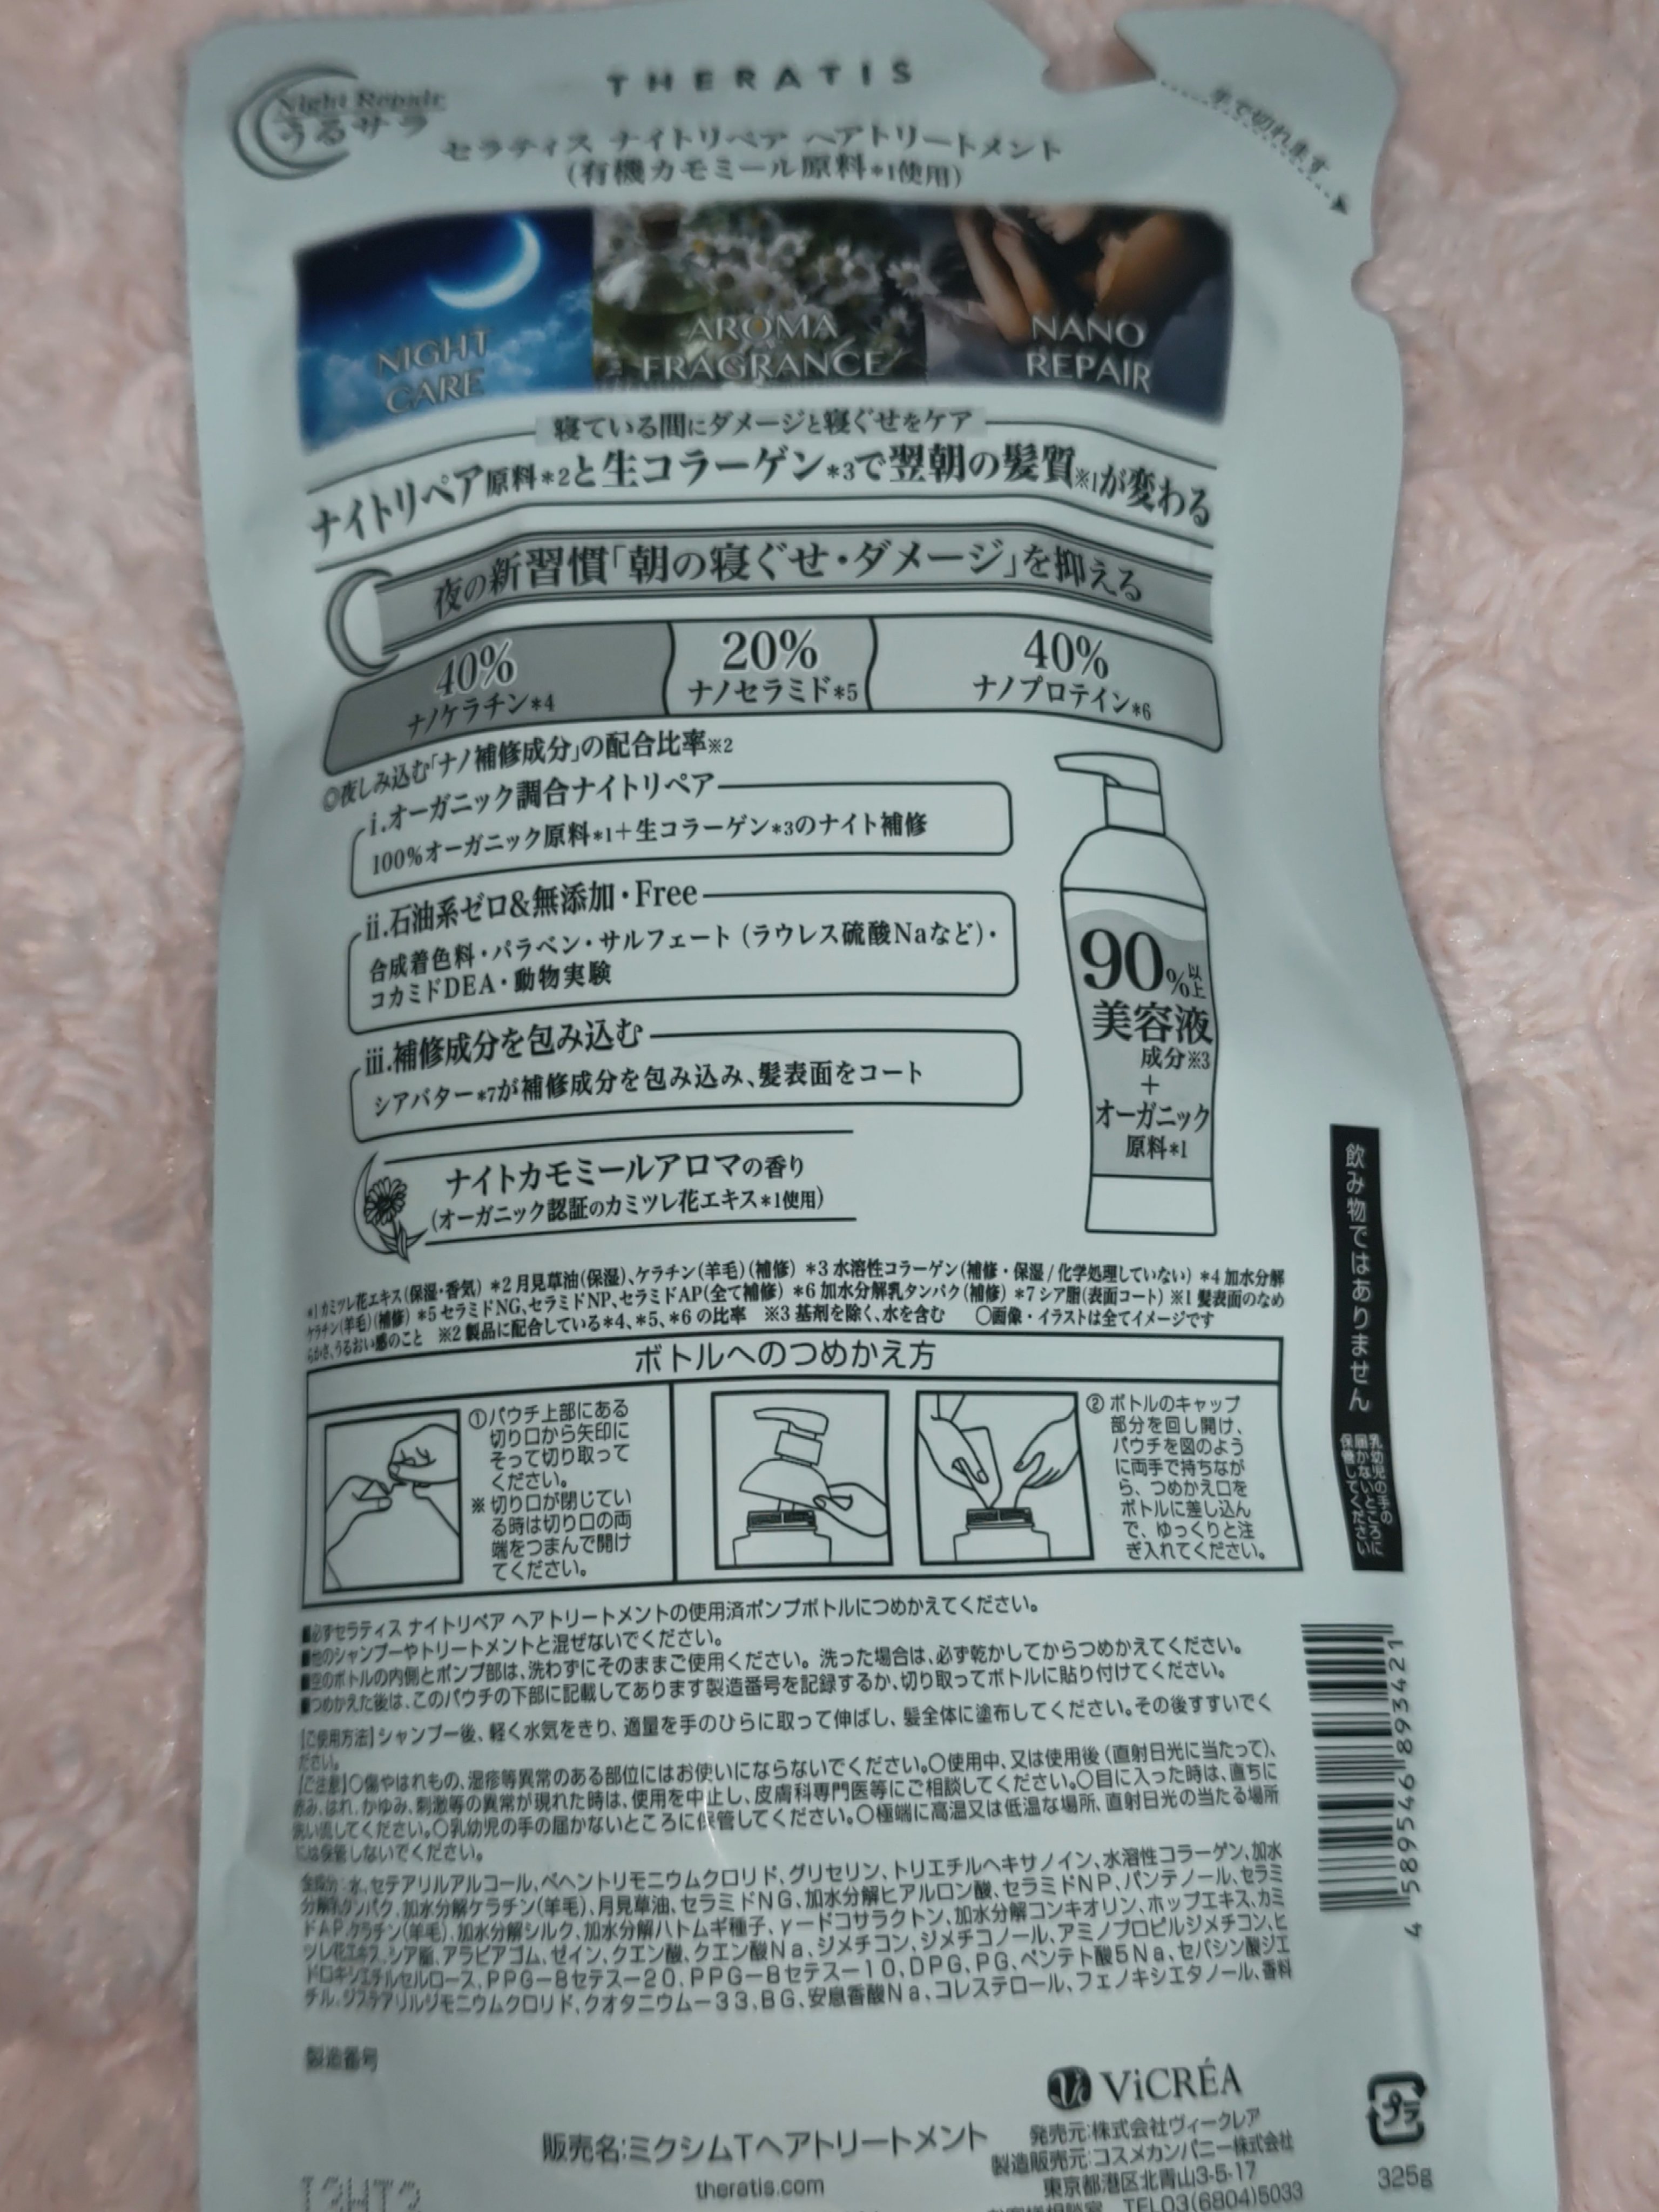 Night Repair
うるサラ
THERATIS
手で切れます
セラティス ナイトリペア ヘアトリートメント
(有機カモミール原料*1使用)
NIGHT
CARE
AROMA
FRAGRANCE
NANO
REPAIR
寝ている間にダメージと寝ぐせをケア
ナイトリペア原料*2と生コラーゲン*3で翌朝の髪質※1が変わる
夜の新習慣「朝の寝ぐせ・ダメージ」を抑える
40%
ナノケラチン*4
20%
ナノセラミド*5
40%
ナノプロテイン*6
◎夜しみ込む「ナノ補修成分」の配合比率※2
i.オーガニック調合ナイトリペア
100%オーガニック原料*1+生コラーゲン*3のナイト補修
ii.石油系ゼロ&無添加・Free
合成着色料・パラベン・サルフェート(ラウレス硫酸Naなど)・
コカミドDEA・動物実験
iii.補修成分を包み込む
シアバター*7が補修成分を包み込み、髪表面をコート
90%以上
美容液
成分※3
+
オーガニック
原料*1
ナイトカモミールアロマの香り
(オーガニック認証のカミツレ花エキス*1使用)
*1カミツレ花エキス(保湿・香気) *2月見草油(保湿)、ケラチン(羊毛)(補修) *3水溶性コラーゲン(補修・保湿/化学処理していない) *4加水分解
ケラチン(羊毛)(補修) *5セラミドNG、セラミドNP、セラミドAP(全て補修) *6加水分解乳タンパク(補修) *7シア脂(表面コート) ※1髪表面のなめ
らかさ、うるおい感のこと ※2製品に配合している*4、*5、*6の比率 ※3基剤を除く、水を含む ○画像・イラストは全てイメージです
飲み物ではありません
乳幼児の手の
届かないところに
保管してください
ボトルへのつめかえ方
①パウチ上部にある
切り口から矢印に
そって切り取って
ください。
※切り口が閉じてい
る時は切り口の両
端をつまんで開け
てください。
②ボトルのキャップ
部分を回し開け、
パウチを図のよう
に両手で持ちなが
ら、つめかえ口を
ボトルに差し込ん
で、ゆっくりと注
ぎ入れてください。
■必ずセラティス ナイトリペア ヘアトリートメントの使用済ポンプボトルにつめかえてください。
■他のシャンプーやトリートメントと混ぜないでください。
■空のボトルの内側とポンプ部は、洗わずにそのままご使用ください。洗った場合は、必ず乾かしてからつめかえてください。
■つめかえた後は、このパウチの下部に記載してあります製造番号を記録するか、切り取ってボトルに貼り付けてください。
【ご使用方法】シャンプー後、軽く水気をきり、適量を手のひらに取って伸ばし、髪全体に塗布してください。その後すすいでく
ださい。
【ご注意】○傷やはれもの、湿疹等異常のある部位にはお使いにならないでください。○使用中、又は使用後(直射日光に当たって)、
赤み、はれ、かゆみ、刺激等の異常が現れた時は、使用を中止し、皮膚科専門医等にご相談してください。○目に入った時は、直ちに
洗い流してください。○乳幼児の手の届かないところに保管してください。○極端に高温又は低温な場所、直射日光の当たる場所
には保管しないでください。
全成分:水、セテアリルアルコール、ベヘントリモニウムクロリド、グリセリン、トリエチルヘキサノイン、水溶性コラーゲン、加水
分解乳タンパク、加水分解ケラチン(羊毛)、月見草油、セラミドNG、加水分解ヒアルロン酸、セラミドNP、パンテノール、セラミ
ドAP、ケラチン(羊毛)、加水分解シルク、加水分解ハトムギ種子、γ-ドコサラクトン、加水分解コンキオリン、ホップエキス、カミ
ツレ花エキス、シア脂、アラビアゴム、ゼイン、クエン酸、クエン酸Na、ジメチコン、ジメチコノール、アミノプロピルジメチコン、ヒ
ドロキシエチルセルロース、PPG-8セテス-20、PPG-8セテス-10、DPG、PG、ペンテト酸5Na、セバシン酸ジエ
チル、ジステアリルジモニウムクロリド、クオタニウム-33、BG、安息香酸Na、コレステロール、フェノキシエタノール、香料
4 589546 893421
製造番号
ViCRÉA
販売名:ミクシムTヘアトリートメント
theratis.com
発売元:株式会社ヴィークレア
製造販売元:コスメカンパニー株式会社
東京都港区北青山3-5-17
TEL03(6804)5033
プラ
325g